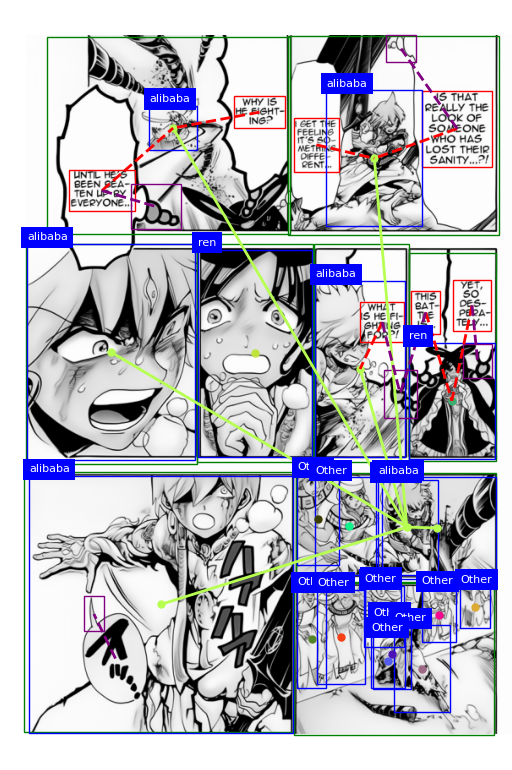 alibaba
IS THAT
REALLY THE
LOOK OF
SOMEONE
WHO HAS
LOST THEIR
SANITY...?!
I GET THE
FEELING
IT'S SO-
METHING
DIFFE-
RENT...
alibaba
WHY IS
HE FIGHT-
ING?
UNTIL HE'S
BEEN BEA-
TEN UP BY
EVERYONE...
ren
YET,
SO
DES-
PERA-
TELY...
THIS
BAT-
TLE
alibaba
WHAT
IS HE FI-
GHTING
FOR?!
ren
alibaba
alibaba
Other
Other
Other
Other
Other
Other
Other
Other
alibaba